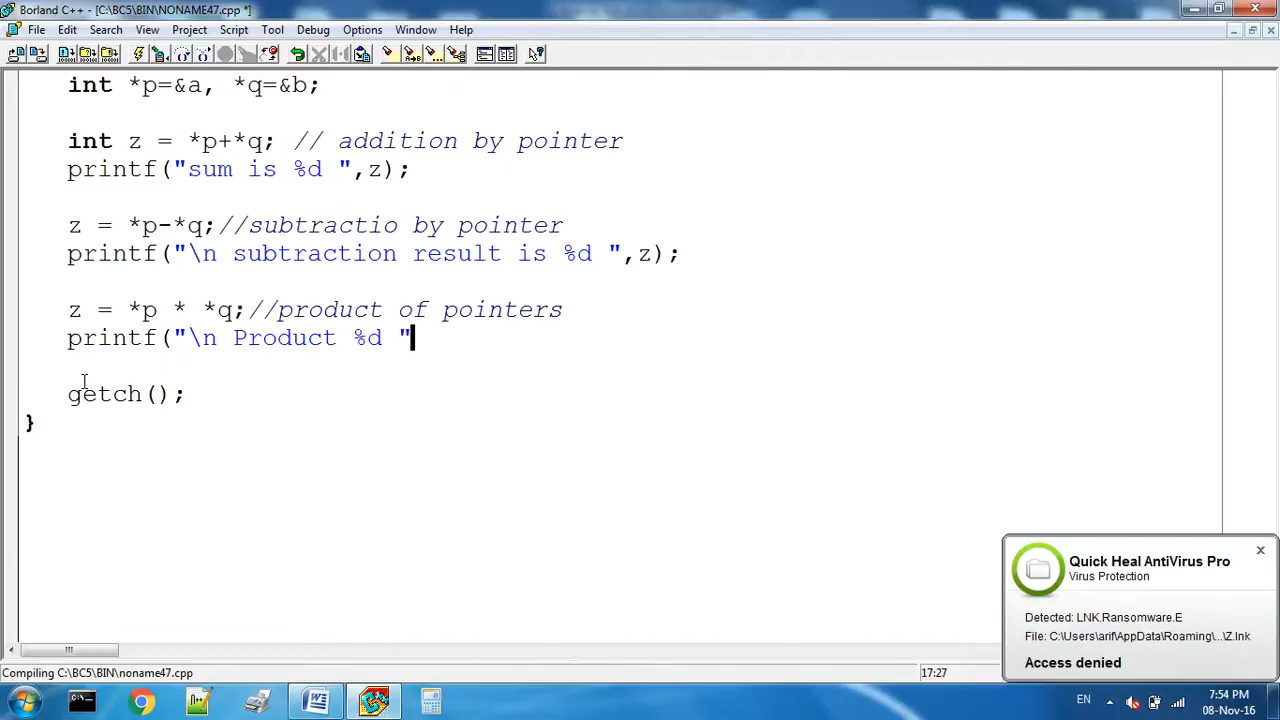 Borland C++ - [C:\BC5\BIN\NONAME47.cpp *]
File Edit Search View Project Script Tool Debug Options Window Help
int *p=&a, *q=&b;
int z = *p+*q; // addition by pointer
printf("sum is %d ",z);
z = *p-*q;//subtractio by pointer
printf("\n subtraction result is %d ",z);
z = *p * *q;//product of pointers
printf("\n Product %d "
getch();
}
Quick Heal AntiVirus Pro
Virus Protection
Detected: LNK.Ransomware.E
File: C:\Users\arif\AppData\Roaming\...\Z.lnk
Access denied
Compiling C:\BC5\BIN\noname47.cpp 17:27
EN 7:54 PM
08-Nov-16